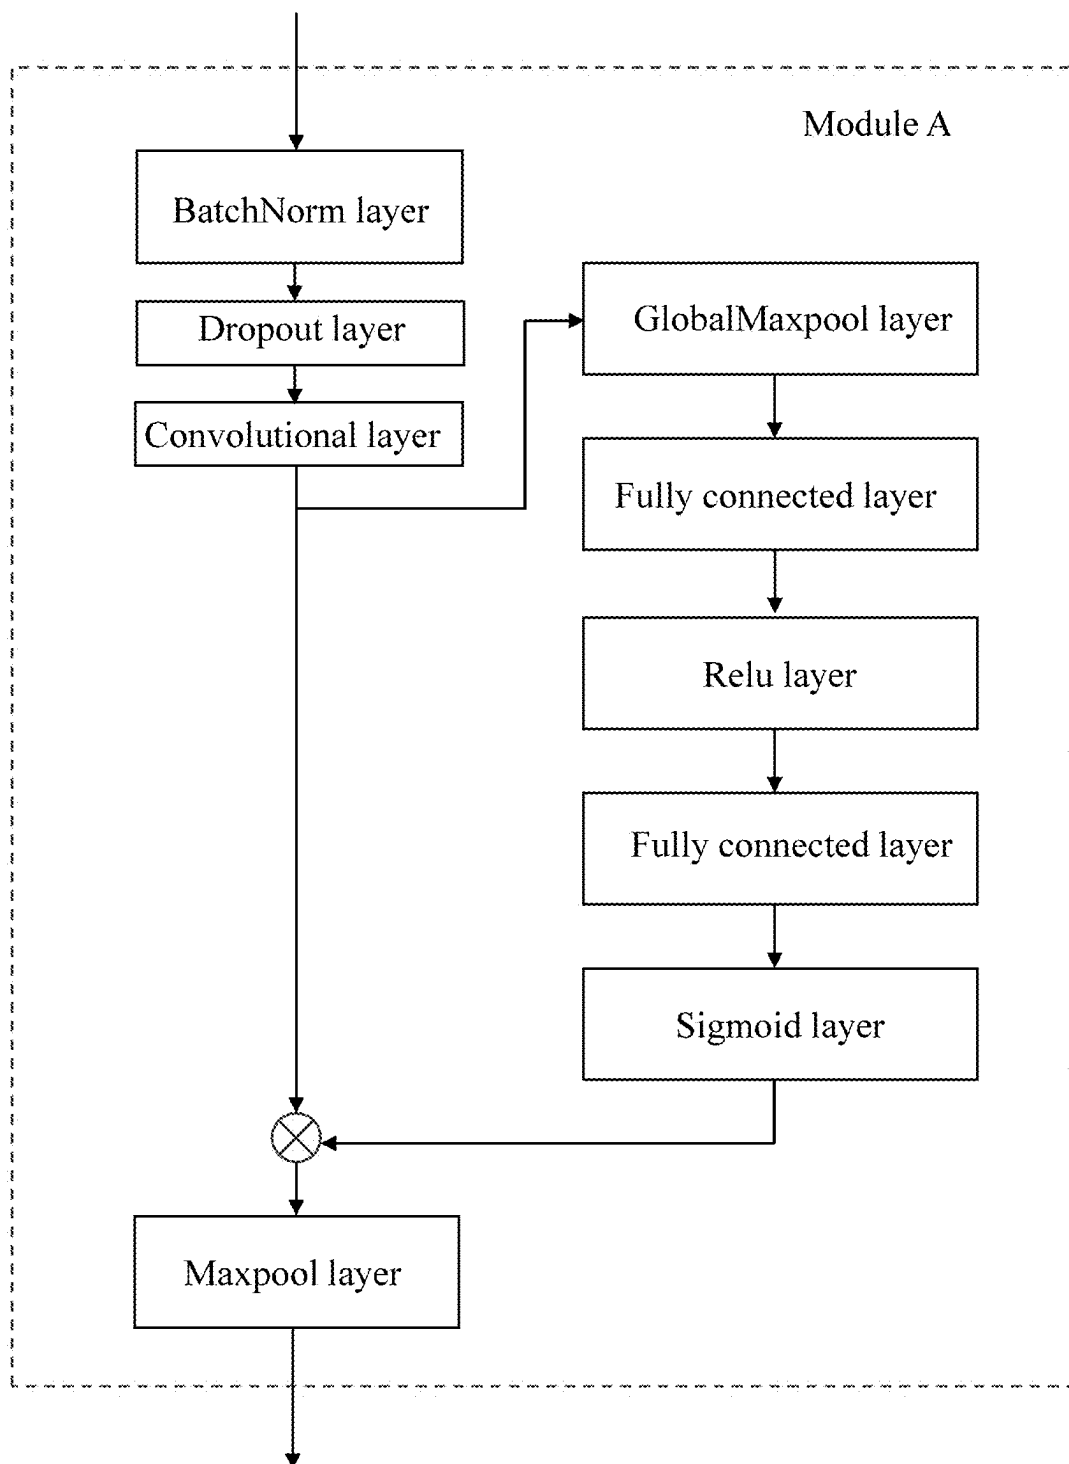 Module A
BatchNorm layer
Dropout layer
Convolutional layer
GlobalMaxpool layer
Fully connected layer
Relu layer
Fully connected layer
Sigmoid layer
Maxpool layer